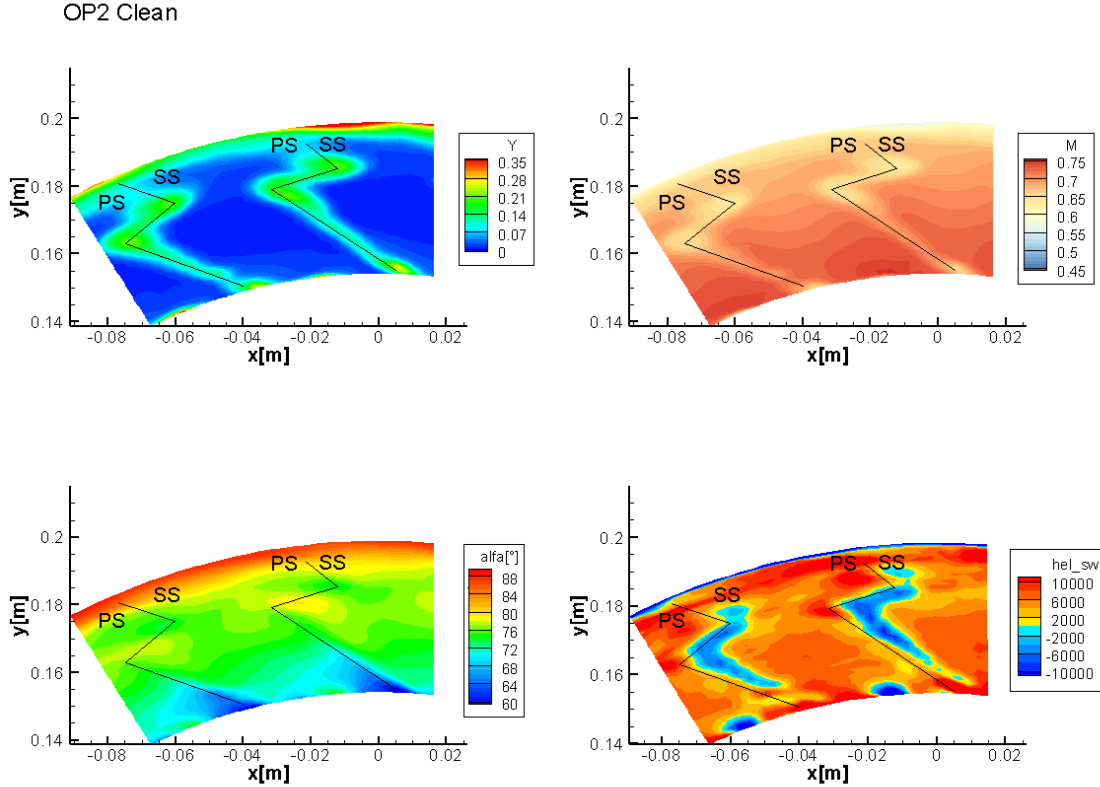 OP2 Clean
y[m]
0.2
0.18
0.16
0.14
-0.08 -0.06 -0.04 -0.02 0 0.02
x[m]
PS SS
SS
PS
Y
0.35
0.28
0.21
0.14
0.07
0
y[m]
0.2
0.18
0.16
0.14
-0.08 -0.06 -0.04 -0.02 0 0.02
x[m]
PS SS
SS
PS
M
0.75
0.7
0.65
0.6
0.55
0.5
0.45
y[m]
0.2
0.18
0.16
0.14
-0.08 -0.06 -0.04 -0.02 0 0.02
x[m]
PS SS
SS
PS
alfa[°]
88
84
80
76
72
68
64
60
y[m]
0.2
0.18
0.16
0.14
-0.08 -0.06 -0.04 -0.02 0 0.02
x[m]
PS SS
SS
PS
hel_sw
10000
6000
2000
-2000
-6000
-10000